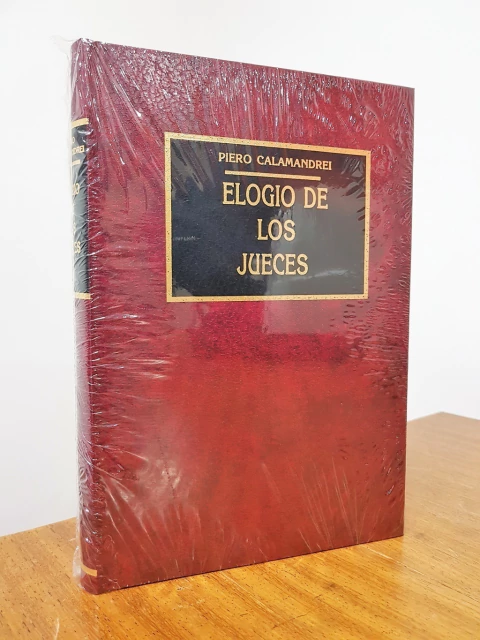 PIERO CALAMANDREI
ELOGIO DE
LOS
JUECES